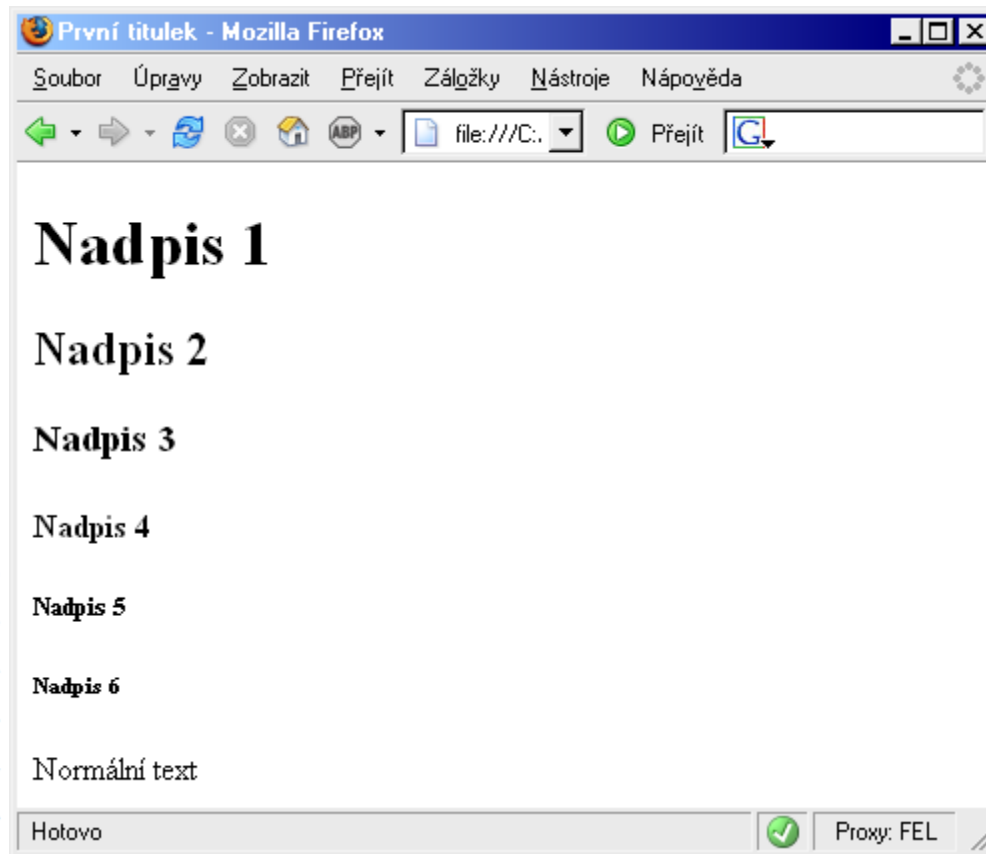 První titulek - Mozilla Firefox
Soubor Úpravy Zobrazit Přejít Záložky Nástroje Nápověda
ABP file:///C:. Přejít G
Nadpis 1
Nadpis 2
Nadpis 3
Nadpis 4
Nadpis 5
Nadpis 6
Normální text
Hotovo Proxy: FEL